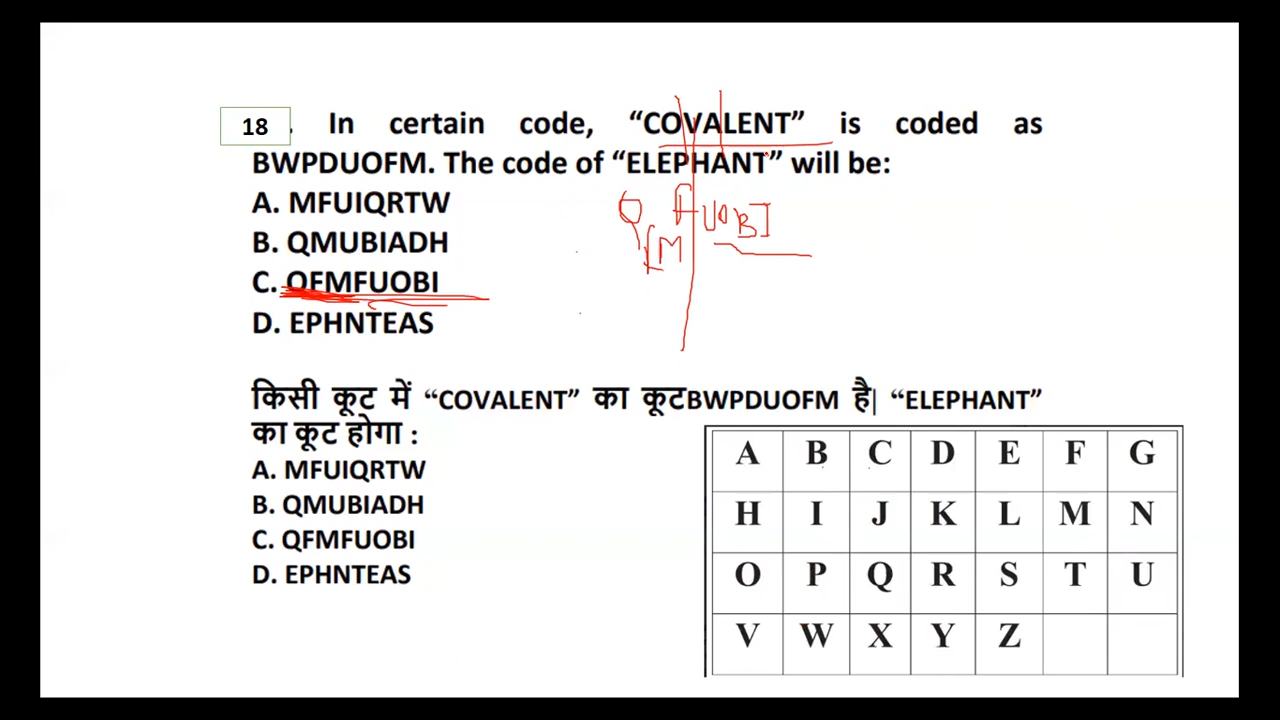 18. In certain code, “COVALENT” is coded as
BWPDUOFM. The code of “ELEPHANT” will be:
A. MFUIQRTW
B. QMUBIADH
C. QFMFUOBI
D. EPHNTEAS
Q F UOB]
[M
किसी कूट में “COVALENT” का कूटBWPDUOFM है| “ELEPHANT”
का कूट होगा :
A. MFUIQRTW
B. QMUBIADH
C. QFMFUOBI
D. EPHNTEAS
A B C D E F G
H I J K L M N
O P Q R S T U
V W X Y Z